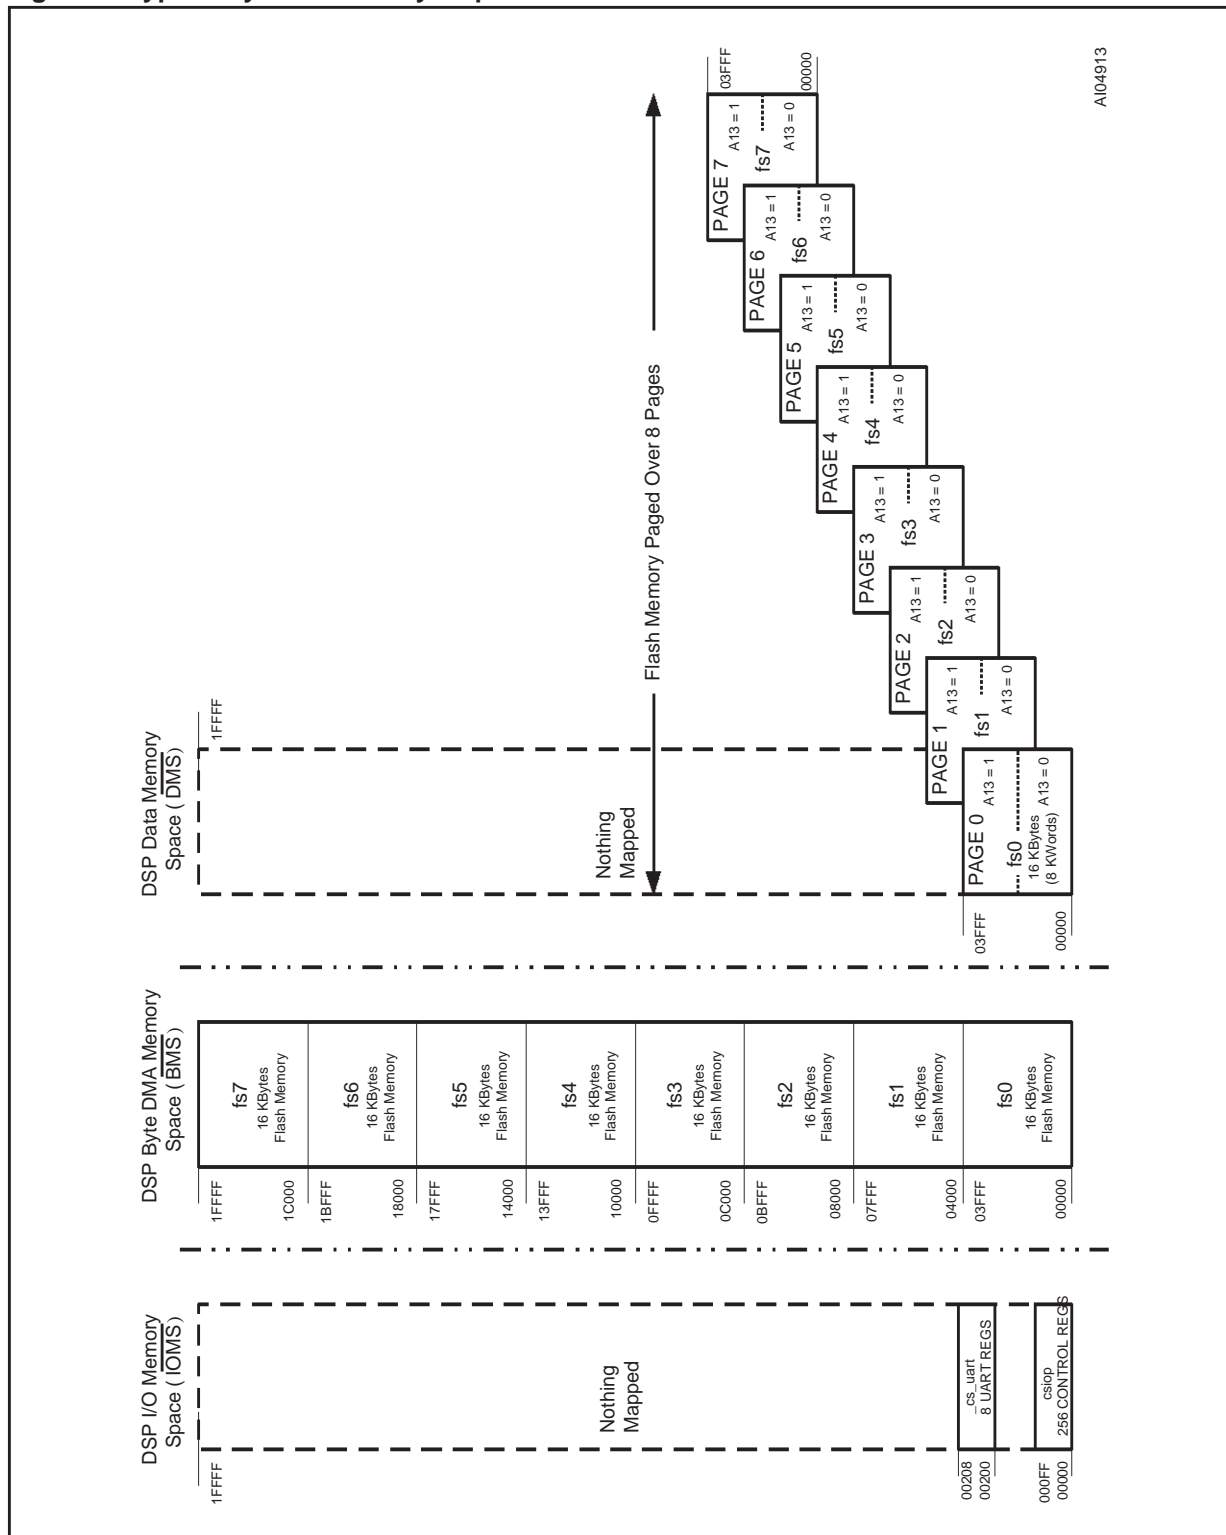 DSP I/O Memory
Space ( IOMS)
1FFFF
Nothing
Mapped
00208
00200
_cs_uart
8 UART REGS
000FF
00000
csiop
256 CONTROL REGS
DSP Byte DMA Memory
Space ( BMS)
1FFFF
fs7
16 KBytes
Flash Memory
1C000
1BFFF
fs6
16 KBytes
Flash Memory
18000
17FFF
fs5
16 KBytes
Flash Memory
14000
13FFF
fs4
16 KBytes
Flash Memory
10000
0FFFF
fs3
16 KBytes
Flash Memory
0C000
0BFFF
fs2
16 KBytes
Flash Memory
08000
07FFF
fs1
16 KBytes
Flash Memory
04000
03FFF
fs0
16 KBytes
Flash Memory
00000
DSP Data Memory
Space ( DMS)
1FFFF
Nothing
Mapped
Flash Memory Paged Over 8 Pages
03FFF
00000
PAGE 0
A13 = 1
fs0
A13 = 0
16 KBytes
(8 KWords)
PAGE 1
A13 = 1
fs1
A13 = 0
PAGE 2
A13 = 1
fs2
A13 = 0
PAGE 3
A13 = 1
fs3
A13 = 0
PAGE 4
A13 = 1
fs4
A13 = 0
PAGE 5
A13 = 1
fs5
A13 = 0
PAGE 6
A13 = 1
fs6
A13 = 0
PAGE 7
A13 = 1
fs7
A13 = 0
03FFF
00000
AI04913